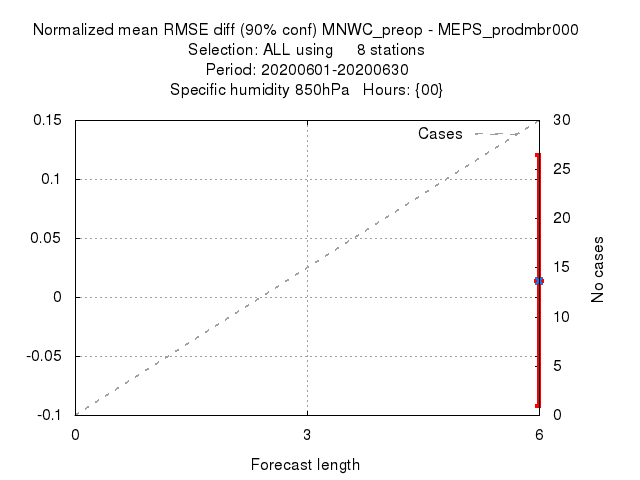 Normalized mean RMSE diff (90% conf) MNWC_preop - MEPS_prodmbr000
Selection: ALL using     8 stations
Period: 20200601-20200630
Specific humidity 850hPa   Hours: {00}
Cases
0.15
0.1
0.05
0
-0.05
-0.1
30
25
20
15
10
5
0
No cases
0
3
6
Forecast length